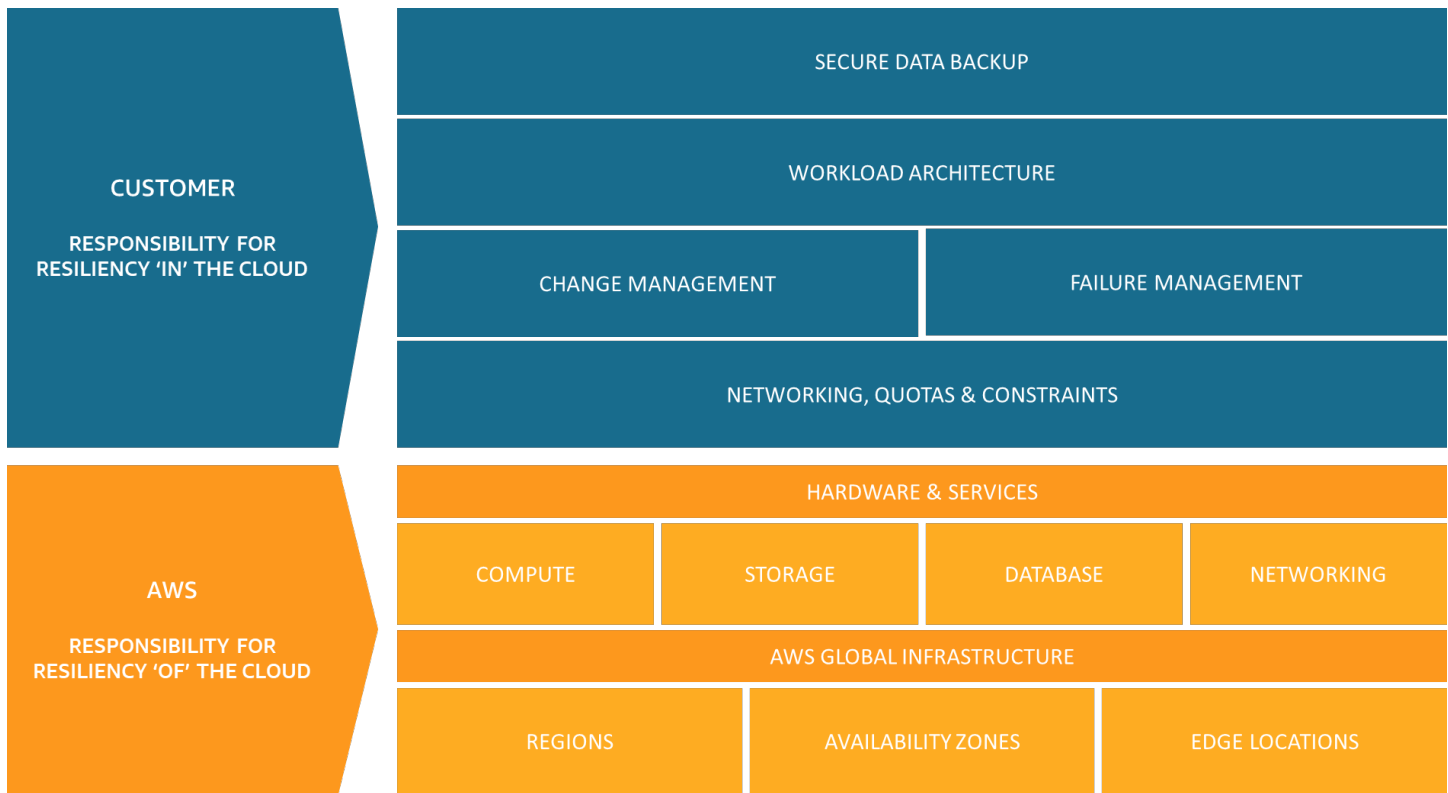 CUSTOMER
RESPONSIBILITY FOR
RESILIENCY ‘IN’ THE CLOUD
SECURE DATA BACKUP
WORKLOAD ARCHITECTURE
CHANGE MANAGEMENT
FAILURE MANAGEMENT
NETWORKING, QUOTAS & CONSTRAINTS
AWS
RESPONSIBILITY FOR
RESILIENCY ‘OF’ THE CLOUD
HARDWARE & SERVICES
COMPUTE
STORAGE
DATABASE
NETWORKING
AWS GLOBAL INFRASTRUCTURE
REGIONS
AVAILABILITY ZONES
EDGE LOCATIONS